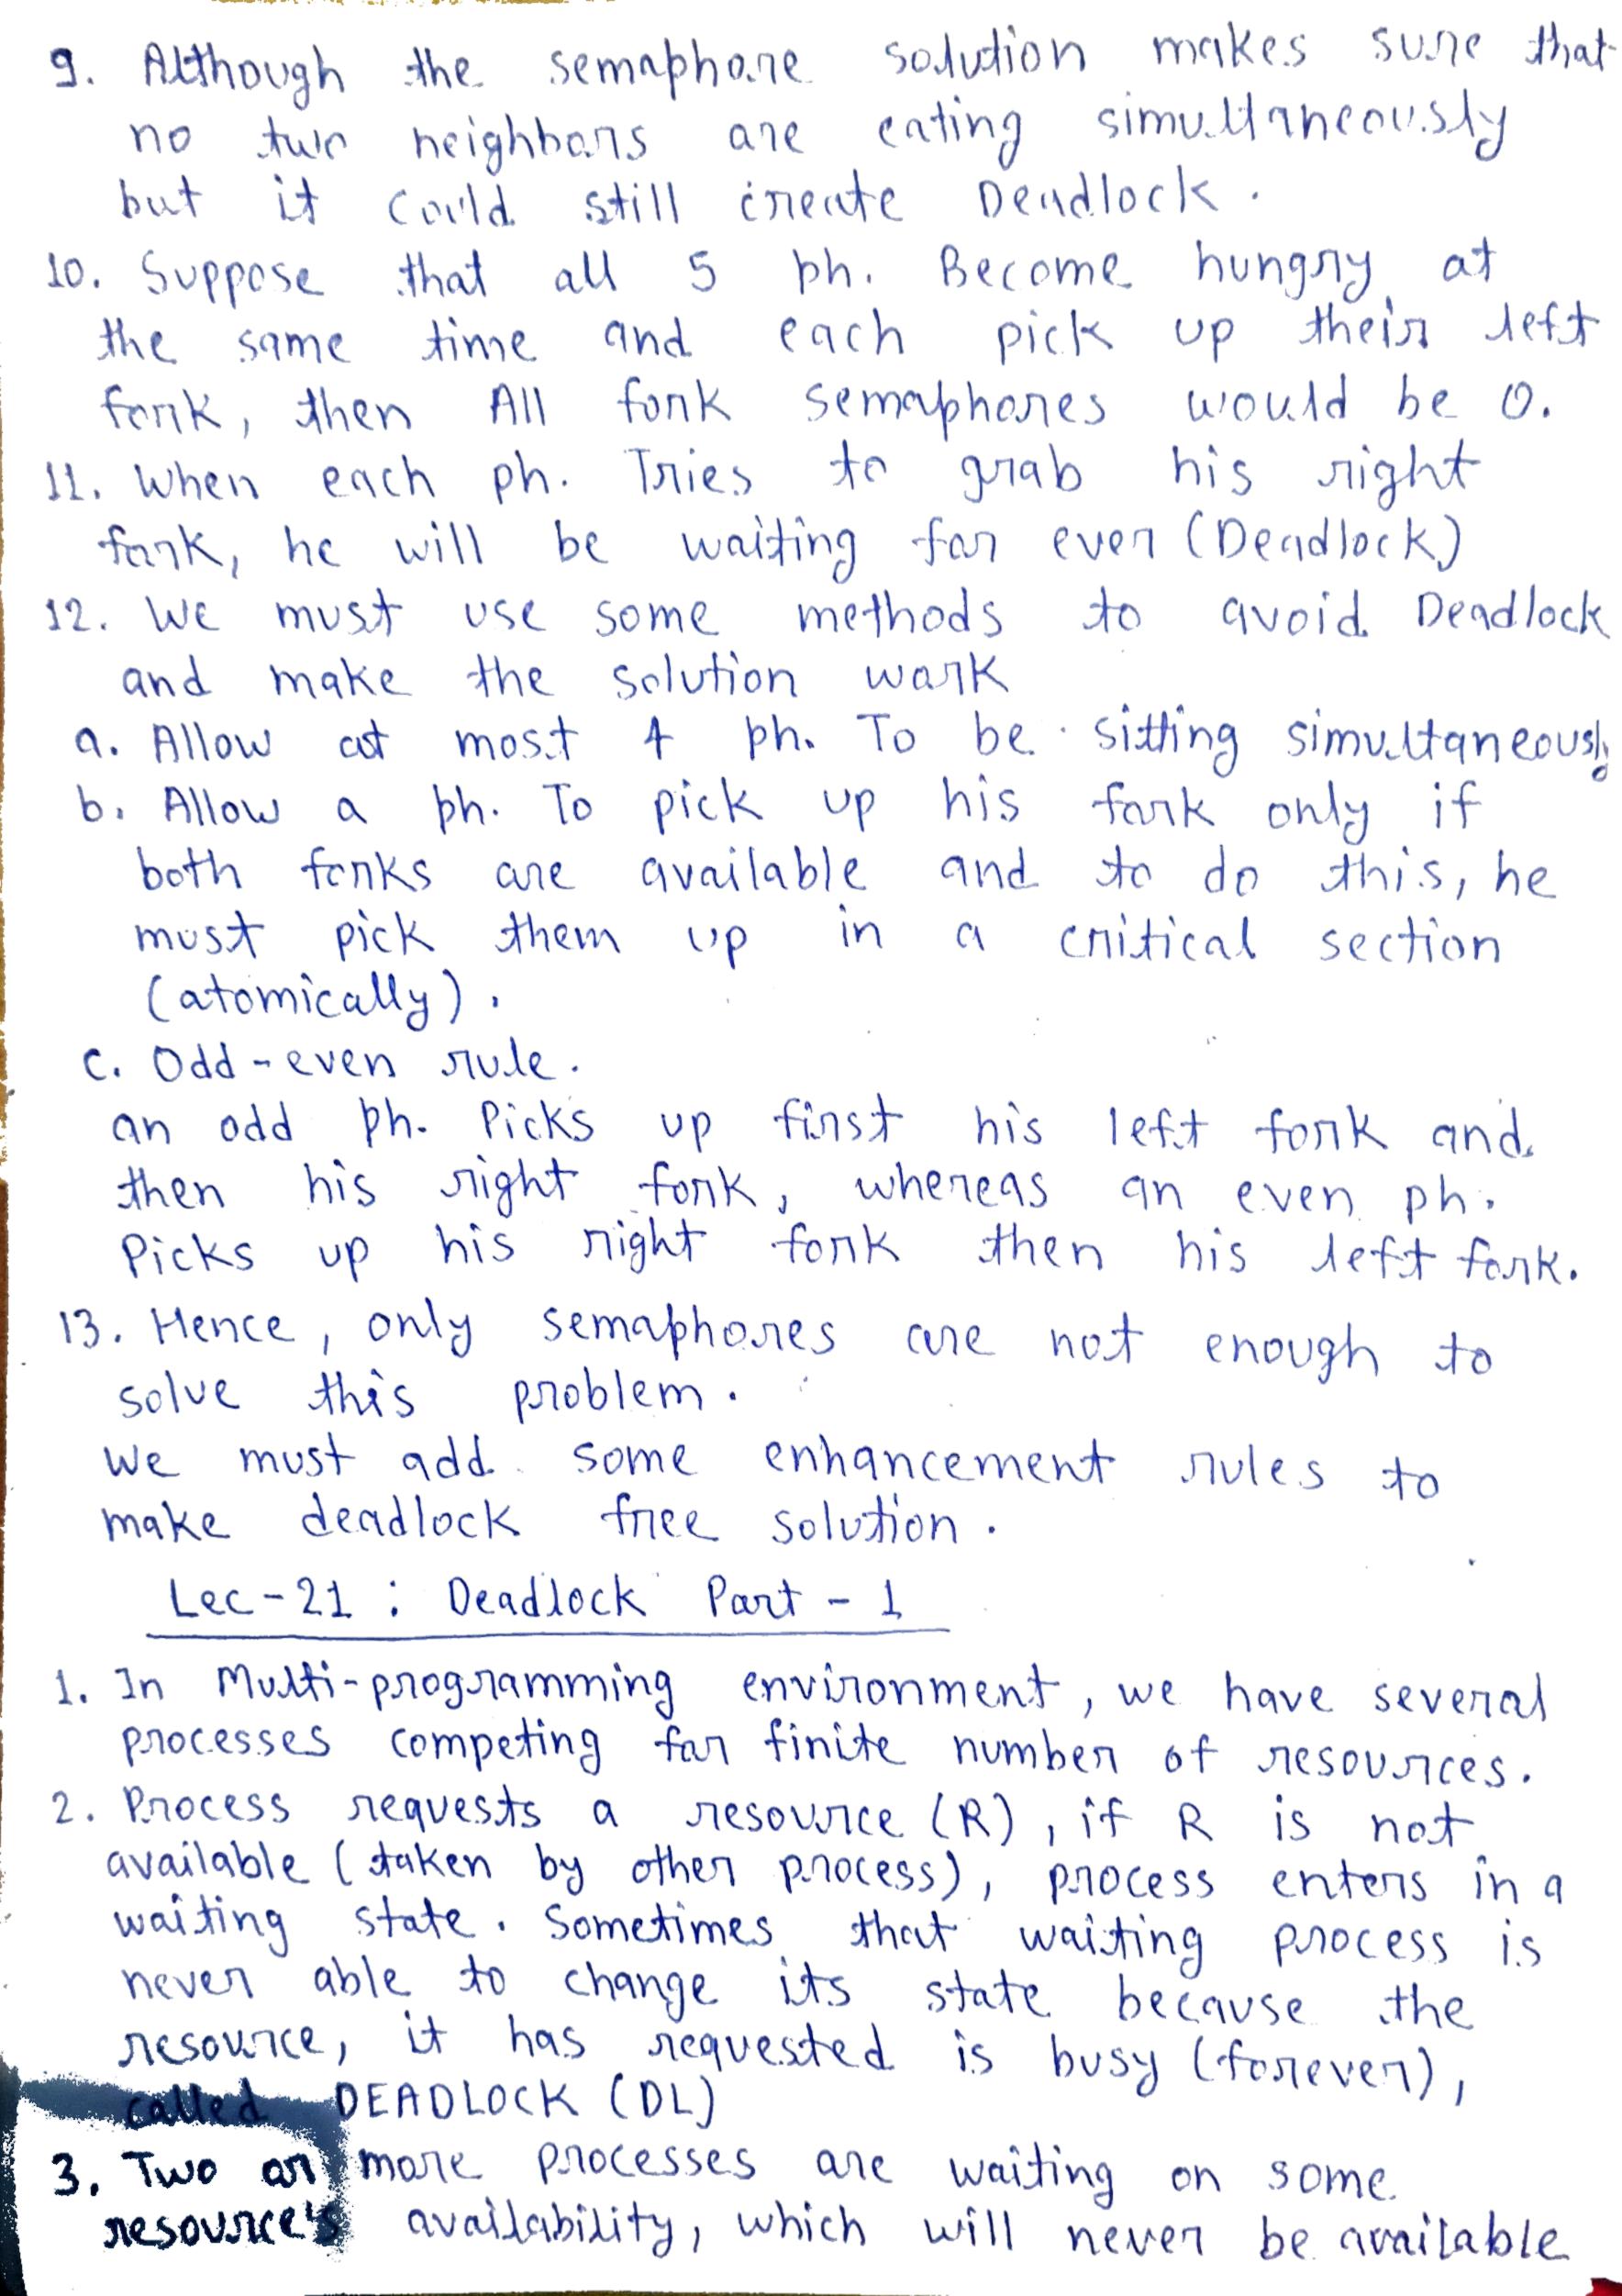 9. Although the semaphore solution makes sure that
no two neighbors are eating simultaneously
but it could still create Deadlock.
10. Suppose that all 5 ph. Become hungry at
the same time and each pick up their left
fork, then All fork semaphores would be 0.
11. When each ph. Tries to grab his right
fork, he will be waiting for ever (Deadlock)
12. We must use some methods to avoid Deadlock
and make the solution work
a. Allow at most 4 ph. To be sitting simultaneously
b. Allow a ph. To pick up his fork only if
both forks are available and to do this, he
must pick them up in a critical section
(atomically).
c. Odd-even rule.
an odd ph. Picks up first his left fork and
then his right fork, whereas an even ph.
Picks up his right fork then his left fork.
13. Hence, only semaphores are not enough to
solve this problem.
We must add some enhancement rules to
make deadlock free solution.
Lec-21 : Deadlock Part - 1
1. In Multi-programming environment, we have several
processes competing for finite number of resources.
2. Process requests a resource (R), if R is not
available (taken by other process), process enters in a
waiting state. Sometimes that waiting process is
never able to change its state because the
resource, it has requested is busy (forever),
called DEADLOCK (DL)
3. Two or more processes are waiting on some
resource's availability, which will never be available